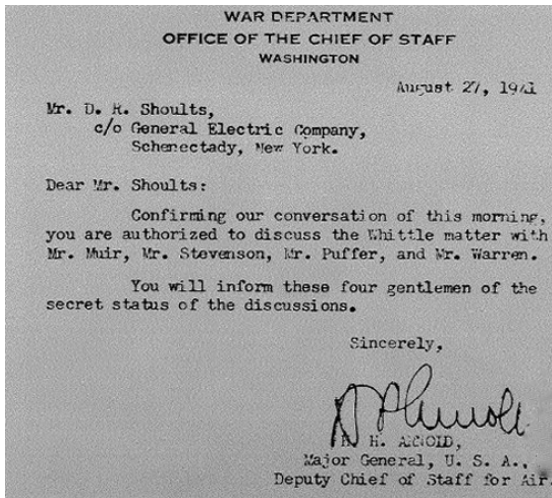 WAR DEPARTMENT
OFFICE OF THE CHIEF OF STAFF
WASHINGTON
August 27, 1941
Mr. D. R. Shoults,
c/o General Electric Company,
Schenectady, New York.
Dear Mr. Shoults:
Confirming our conversation of this morning,
you are authorized to discuss the Whittle matter with
Mr. Muir, Mr. Stevenson, Mr. Puffer, and Mr. Warren.
You will inform these four gentlemen of the
secret status of the discussions.
Sincerely,
H. H. ARNOLD,
Major General, U. S. A.,
Deputy Chief of Staff for Air.